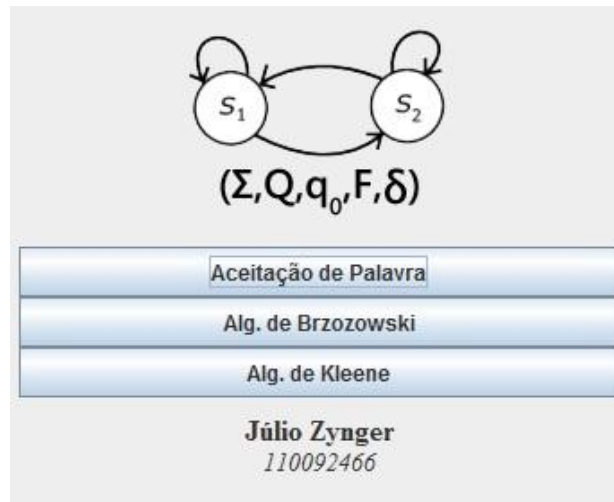 S₁ S₂
(Σ,Q,q₀,F,δ)
Aceitação de Palavra
Alg. de Brzozowski
Alg. de Kleene
Júlio Zynger
110092466